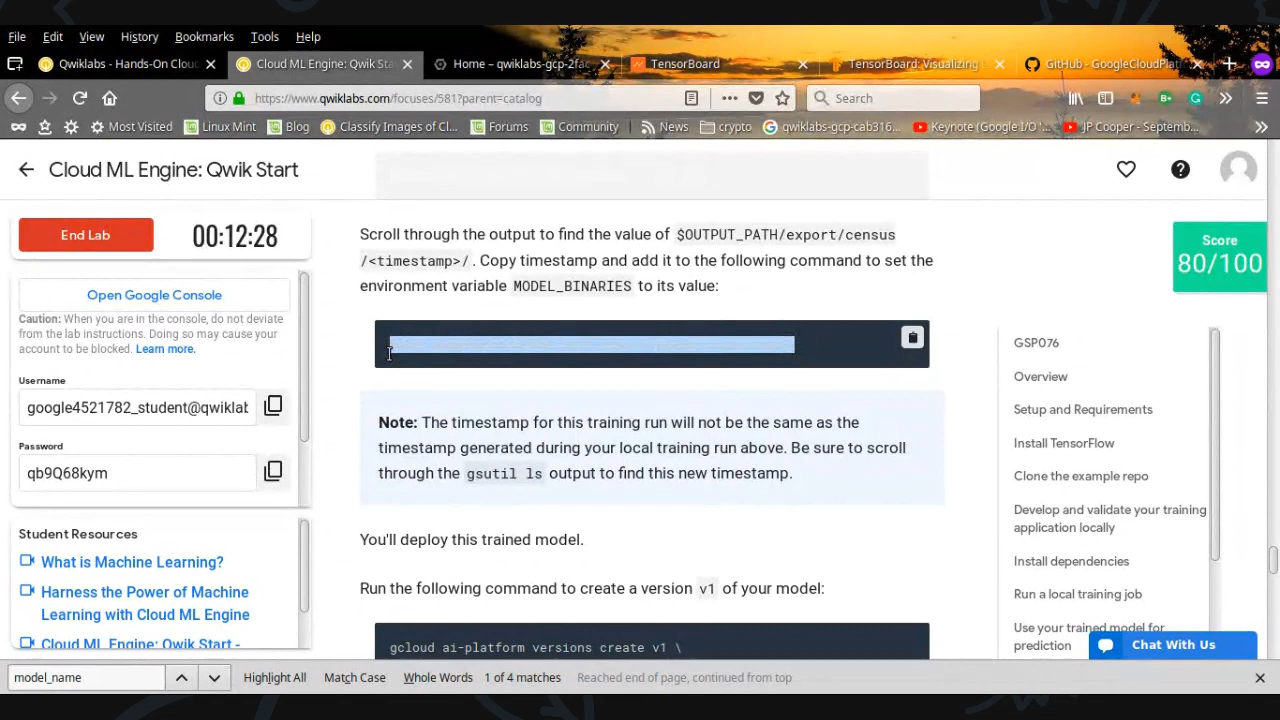 File Edit View History Bookmarks Tools Help
Qwiklabs - Hands-On Clou
Cloud ML Engine: Qwik Sta
Home – qwiklabs-gcp-2fac
TensorBoard
TensorBoard: Visualizing
GitHub - GoogleCloudPlat
https://www.qwiklabs.com/focuses/581?parent=catalog
Search
Most Visited
Linux Mint
Blog
Classify Images of Cl...
Forums
Community
News
crypto
qwiklabs-gcp-cab316...
Keynote (Google I/O '...
JP Cooper - Septemb...
Cloud ML Engine: Qwik Start
End Lab
00:12:28
Open Google Console
Caution: When you are in the console, do not deviate
from the lab instructions. Doing so may cause your
account to be blocked. Learn more.
Username
google4521782_student@qwiklab
Password
qb9Q68kym
Student Resources
What is Machine Learning?
Harness the Power of Machine
Learning with Cloud ML Engine
Cloud ML Engine: Qwik Start -
Scroll through the output to find the value of $OUTPUT_PATH/export/census
/<timestamp>/ . Copy timestamp and add it to the following command to set the
environment variable MODEL_BINARIES to its value:
Note: The timestamp for this training run will not be the same as the
timestamp generated during your local training run above. Be sure to scroll
through the gsutil ls output to find this new timestamp.
You'll deploy this trained model.
Run the following command to create a version v1 of your model:
gcloud ai-platform versions create v1 \
Score
80/100
GSP076
Overview
Setup and Requirements
Install TensorFlow
Clone the example repo
Develop and validate your training
application locally
Install dependencies
Run a local training job
Use your trained model for
prediction
Chat With Us
model_name
Highlight All
Match Case
Whole Words
1 of 4 matches
Reached end of page, continued from top